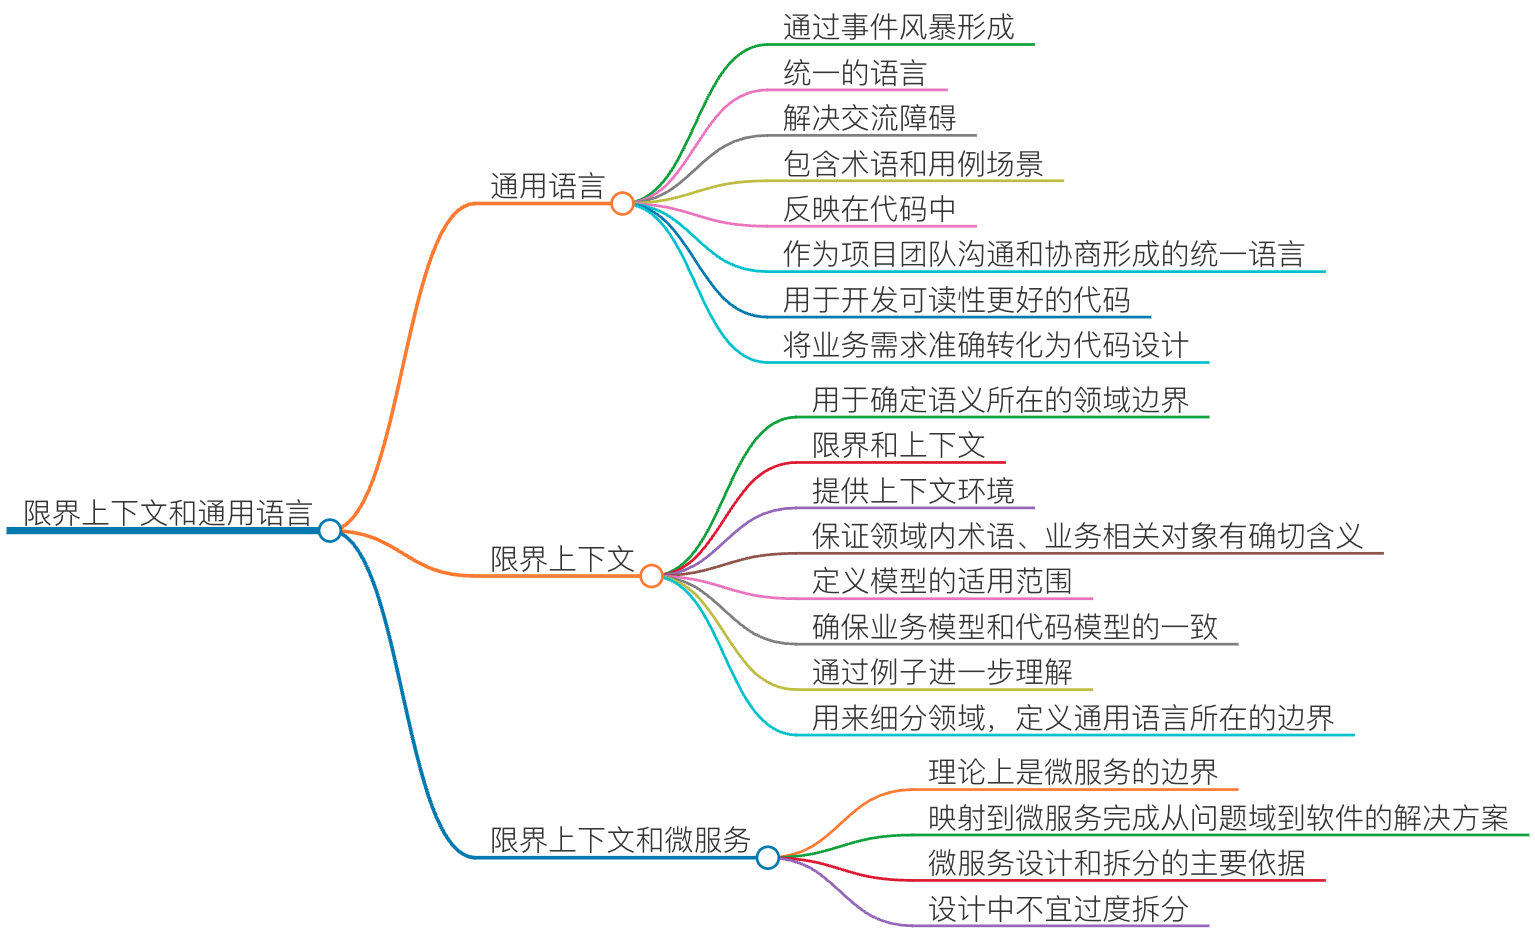 限界上下文和通用语言
通用语言
通过事件风暴形成
统一的语言
解决交流障碍
包含术语和用例场景
反映在代码中
作为项目团队沟通和协商形成的统一语言
用于开发可读性更好的代码
将业务需求准确转化为代码设计
限界上下文
用于确定语义所在的领域边界
限界和上下文
提供上下文环境
保证领域内术语、业务相关对象有确切含义
定义模型的适用范围
确保业务模型和代码模型的一致
通过例子进一步理解
用来细分领域，定义通用语言所在的边界
限界上下文和微服务
理论上是微服务的边界
映射到微服务完成从问题域到软件的解决方案
微服务设计和拆分的主要依据
设计中不宜过度拆分